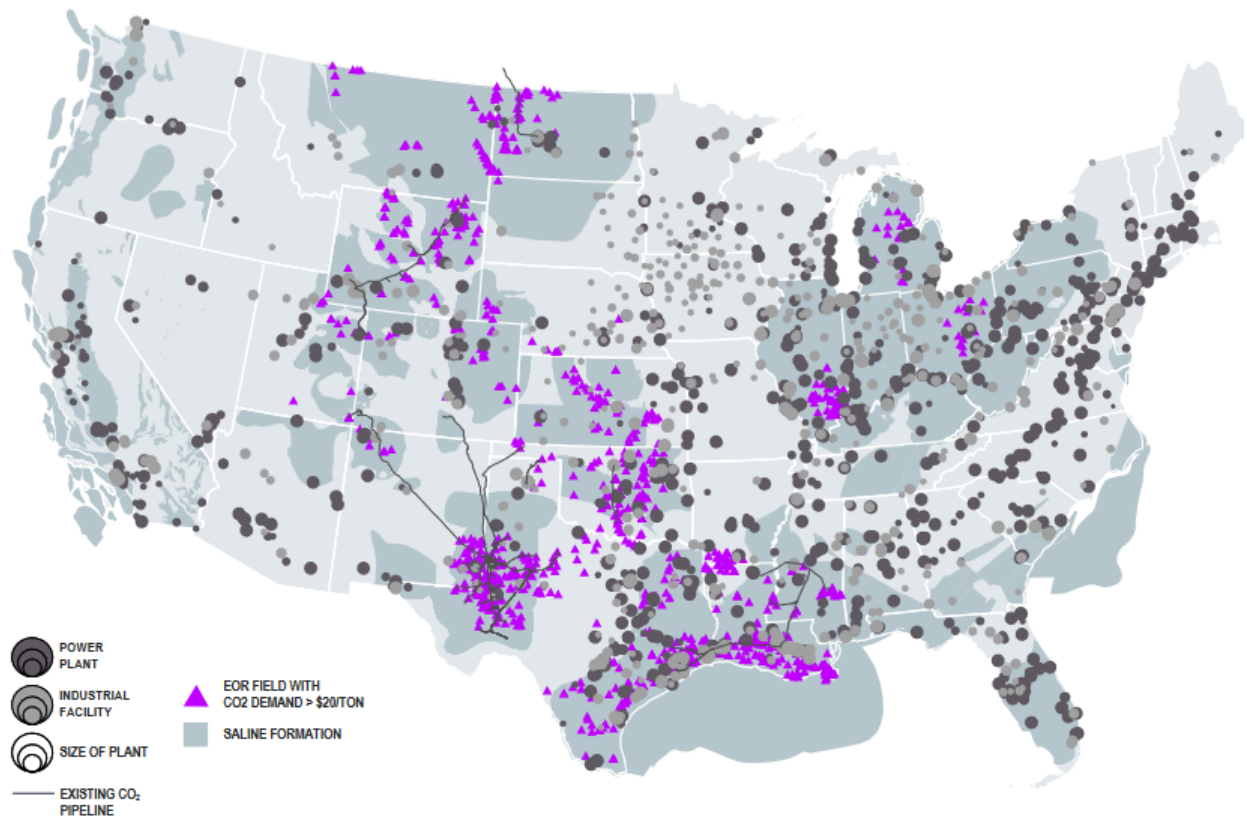 POWER
PLANT
INDUSTRIAL
FACILITY
SIZE OF PLANT
EXISTING CO₂
PIPELINE
EOR FIELD WITH
CO2 DEMAND > $20/TON
SALINE FORMATION